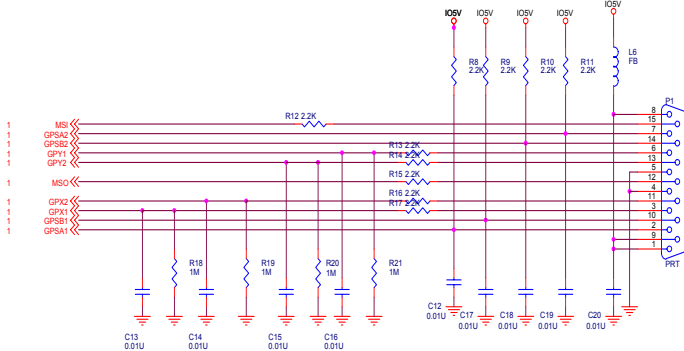 IO5V IO5V IO5V IO5V IO5V
R8 2.2K
R9 2.2K
R10 2.2K
R11 2.2K
L6 FB
P1
R12 2.2K
R13 2.2K
R14 2.2K
R15 2.2K
R16 2.2K
R17 2.2K
1 MSI
1 GPSA2
1 GPSB2
1 GPY1
1 GPY2
1 MSO
1 GPX2
1 GPX1
1 GPSB1
1 GPSA1
8
15
7
14
6
13
5
12
4
11
3
10
2
9
1
PRT
R18 1M
R19 1M
R20 1M
R21 1M
C13 0.01U
C14 0.01U
C15 0.01U
C16 0.01U
C12 0.01U
C17 0.01U
C18 0.01U
C19 0.01U
C20 0.01U